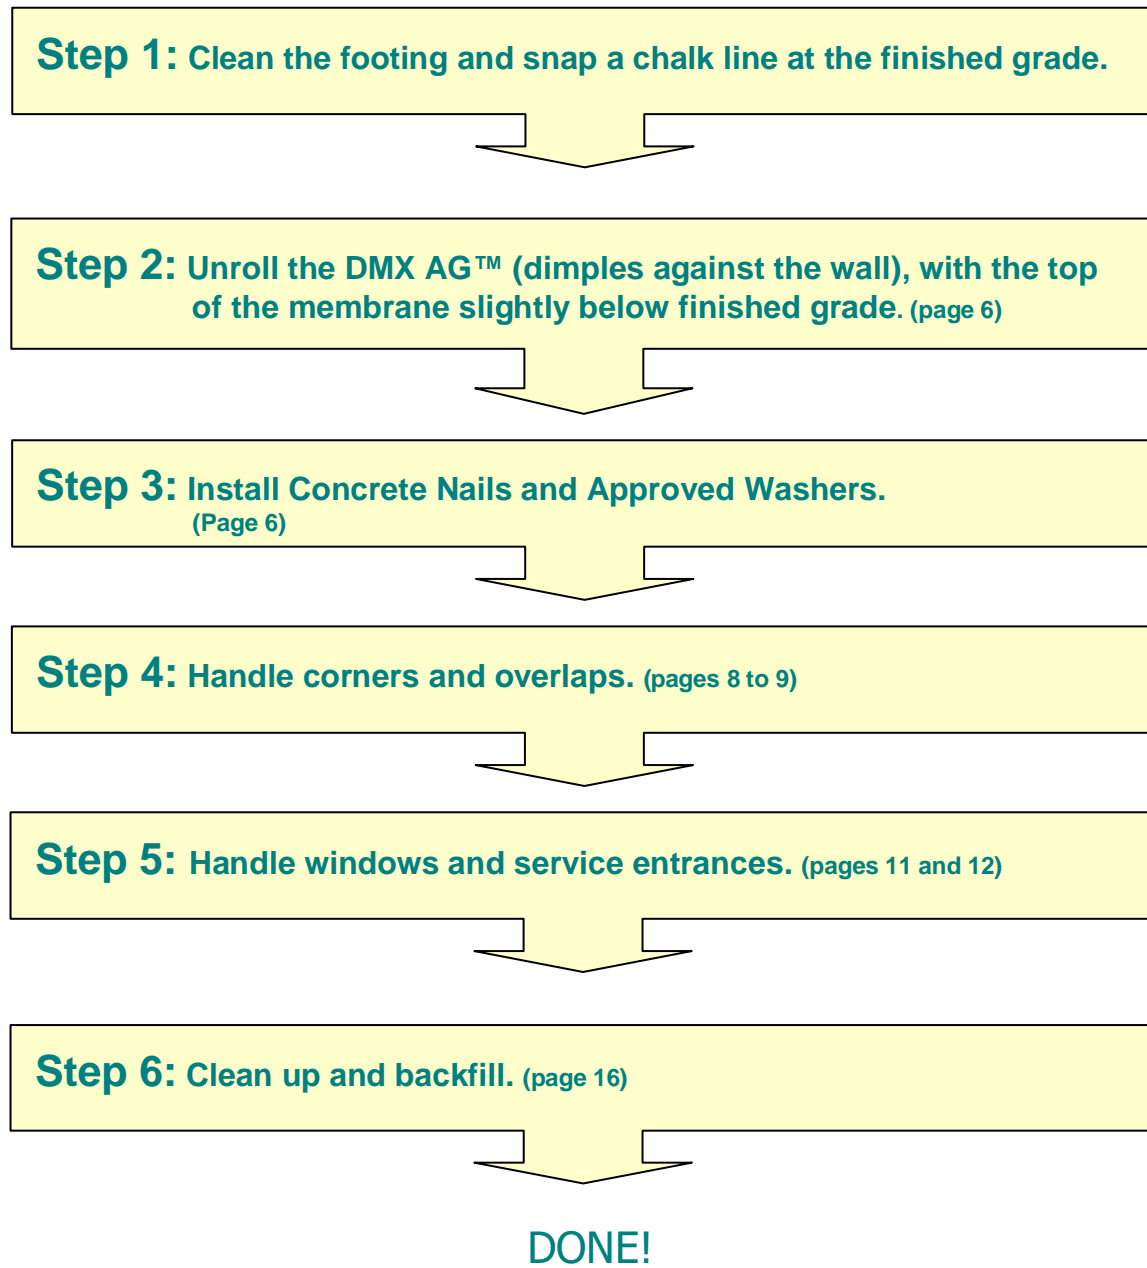 Step 1: Clean the footing and snap a chalk line at the finished grade.
Step 2: Unroll the DMX AG™ (dimples against the wall), with the top
of the membrane slightly below finished grade. (page 6)
Step 3: Install Concrete Nails and Approved Washers.
(Page 6)
Step 4: Handle corners and overlaps. (pages 8 to 9)
Step 5: Handle windows and service entrances. (pages 11 and 12)
Step 6: Clean up and backfill. (page 16)
DONE!